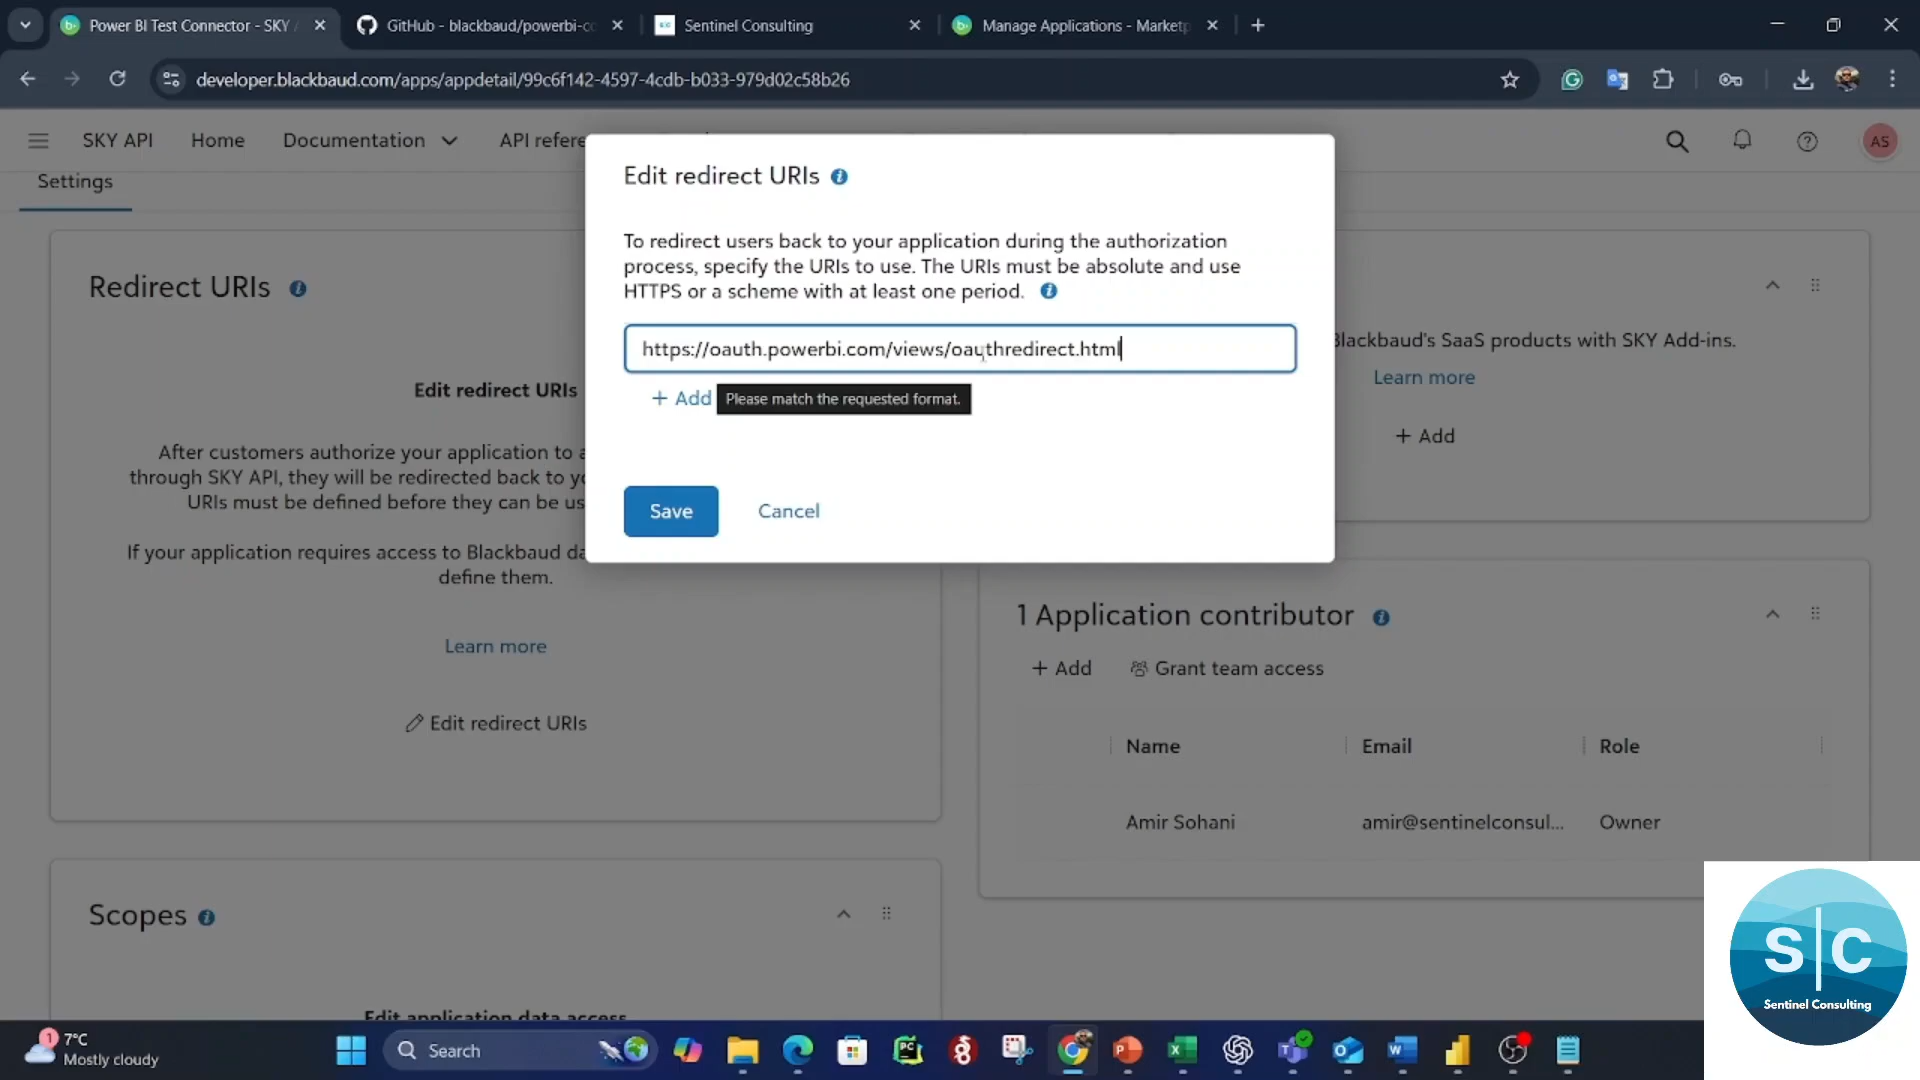 Power BI Test Connector - SKY
GitHub - blackbaud/powerbi-co
Sentinel Consulting
Manage Applications - Marketp
developer.blackbaud.com/apps/appdetail/99c6f142-4597-4cdb-b033-979d02c58b26
SKY API
Home
Documentation
API refere
AS
Settings
Edit redirect URIs
To redirect users back to your application during the authorization
process, specify the URIs to use. The URIs must be absolute and use
HTTPS or a scheme with at least one period.
https://oauth.powerbi.com/views/oauthredirect.html
+ Add
Please match the requested format.
Save
Cancel
Redirect URIs
Edit redirect URIs
After customers authorize your application to a
through SKY API, they will be redirected back to yo
URIs must be defined before they can be us
If your application requires access to Blackbaud da
define them.
Learn more
Edit redirect URIs
Blackbaud's SaaS products with SKY Add-ins.
Learn more
+ Add
1 Application contributor
+ Add
Grant team access
Name
Email
Role
Amir Sohani
amir@sentinelconsul...
Owner
Scopes
Edit application data access
S|C
Sentinel Consulting
1
7°C
Mostly cloudy
Search